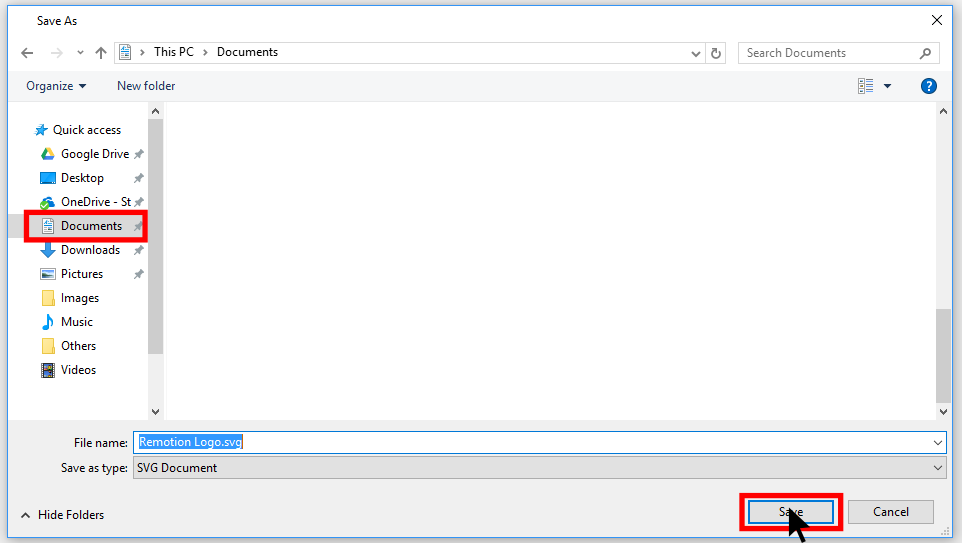 Save As
This PC > Documents
Search Documents
Organize
New folder
?
Quick access
Google Drive
Desktop
OneDrive - St
Documents
Downloads
Pictures
Images
Music
Others
Videos
File name: Remotion Logo.svg
Save as type: SVG Document
Hide Folders
Save
Cancel